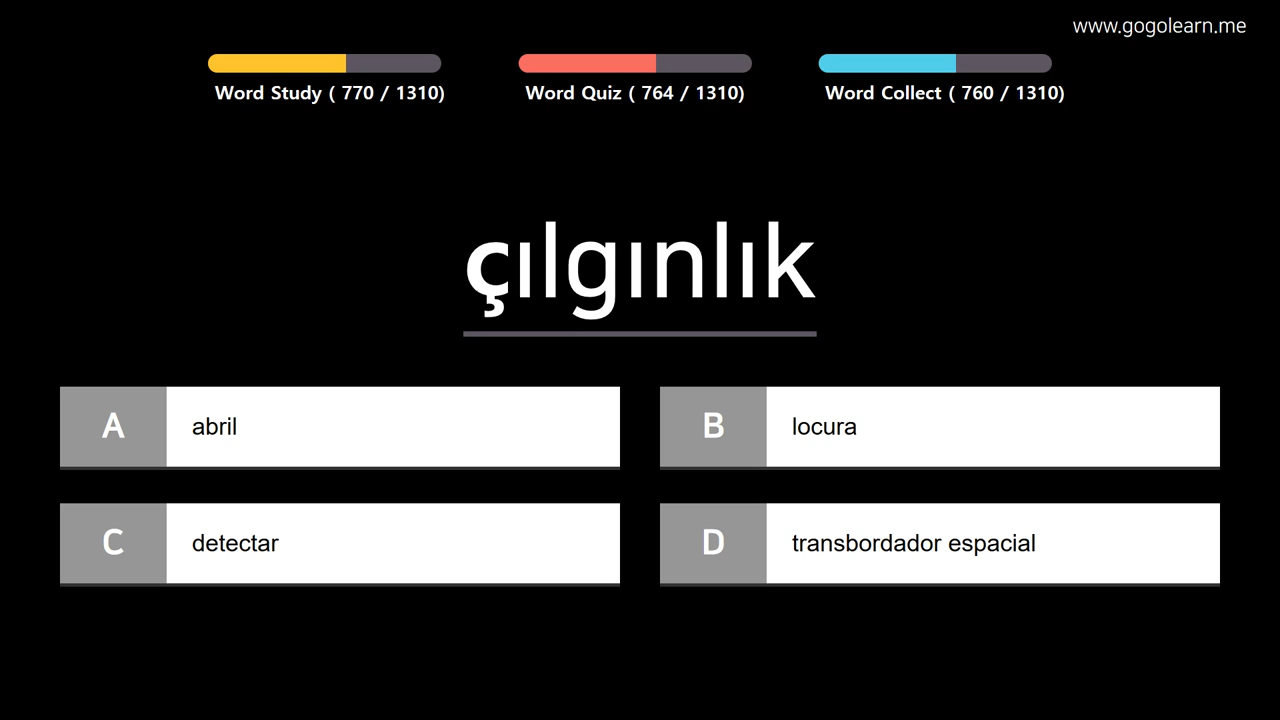 www.gogolearn.me
Word Study ( 770 / 1310)
Word Quiz ( 764 / 1310)
Word Collect ( 760 / 1310)
çılgınlık
A abril
B locura
C detectar
D transbordador espacial